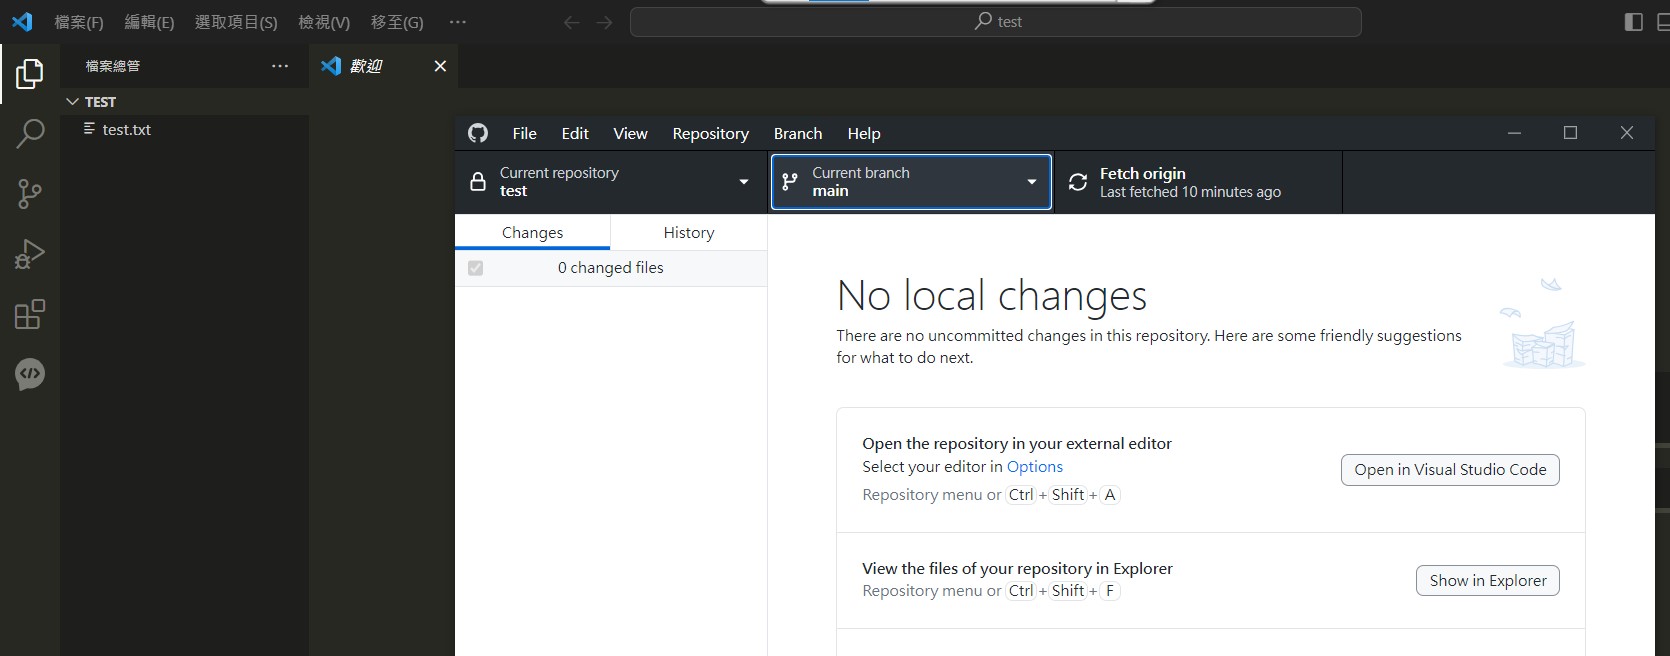 檔案(F) 編輯(E) 選取項目(S) 檢視(V) 移至(G) ···
test
檔案總管 ···
歡迎
TEST
test.txt
File Edit View Repository Branch Help
Current repository
test
Current branch
main
Fetch origin
Last fetched 10 minutes ago
Changes History
0 changed files
No local changes
There are no uncommitted changes in this repository. Here are some friendly suggestions
for what to do next.
Open the repository in your external editor
Select your editor in Options
Repository menu or Ctrl + Shift + A
Open in Visual Studio Code
View the files of your repository in Explorer
Repository menu or Ctrl + Shift + F
Show in Explorer